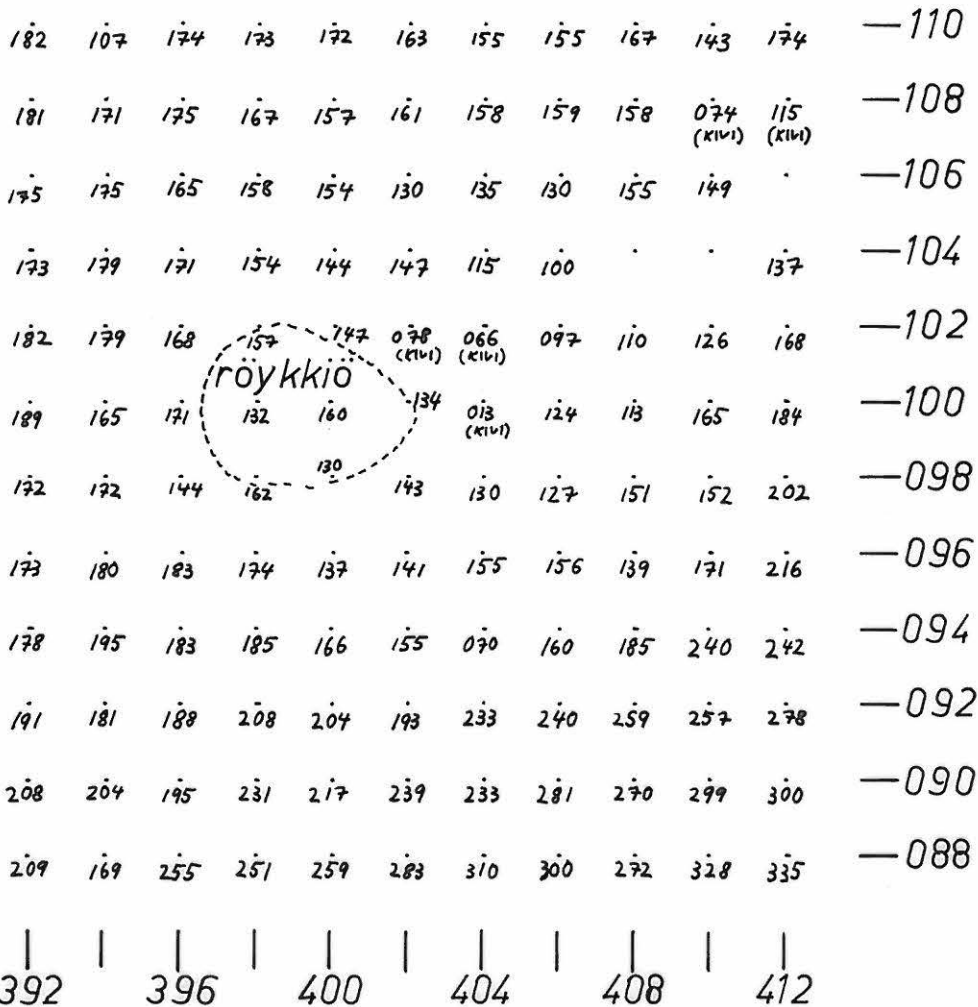 182 107 174 173 172 163 155 155 167 143 174 —110
181 171 175 167 157 161 158 159 158 074 115 —108
(KIVI) (KIVI)
175 175 165 158 154 130 135 130 155 149 —106
173 179 171 154 144 147 115 100 137 —104
182 179 168 157 147 078 066 097 110 126 168 —102
(KIVI) (KIVI)
röykkiö
189 165 171 132 160 134 013 124 113 165 184 —100
(KIVI)
130
172 172 144 162 143 130 127 151 152 202 —098
173 180 183 174 137 141 155 156 139 171 216 —096
178 195 183 185 166 155 070 160 185 240 242 —094
191 181 188 208 204 193 233 240 259 257 278 —092
208 204 195 231 217 239 233 281 270 299 300 —090
209 169 255 251 259 283 310 300 272 328 335 —088
392 396 400 404 408 412